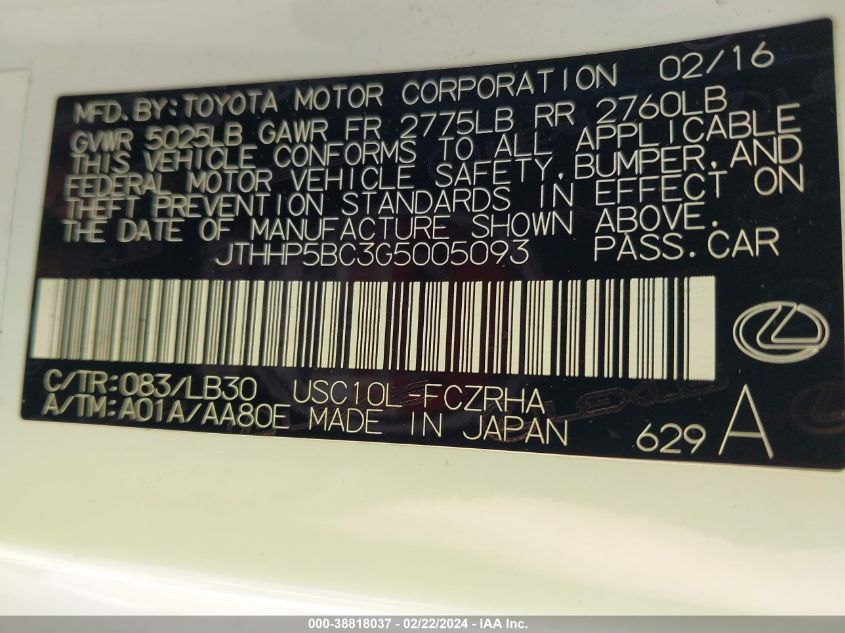 MFD.BY:TOYOTA MOTOR CORPORATION 02/16
GVWR 5025LB GAWR FR 2775LB RR 2760LB
THIS VEHICLE CONFORMS TO ALL APPLICABLE
FEDERAL MOTOR VEHICLE SAFETY,BUMPER,AND
THEFT PREVENTION STANDARDS IN EFFECT ON
THE DATE OF MANUFACTURE SHOWN ABOVE.
JTHHP5BC3G5005093 PASS.CAR
C/TR:083/LB30 USC10L-FCZRHA
A/TM:A01A/AA80E MADE IN JAPAN 629 A
000-38818037 - 02/22/2024 - IAA Inc.